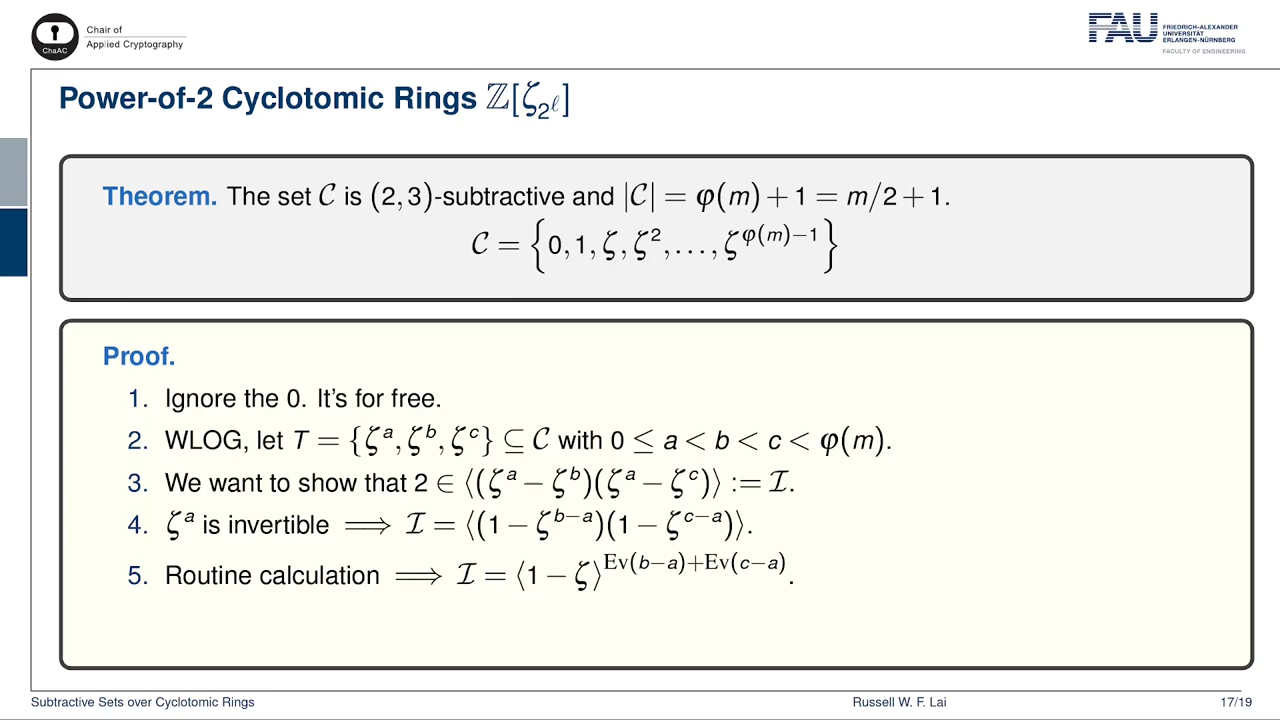 Chair of
Applied Cryptography
ChaAC
FAU
FRIEDRICH-ALEXANDER
UNIVERSITÄT
ERLANGEN-NÜRNBERG
FACULTY OF ENGINEERING
Power-of-2 Cyclotomic Rings ℤ[ζ_{2^ℓ}]
Theorem. The set 𝒞 is (2,3)-subtractive and |𝒞| = φ(m) + 1 = m/2 + 1.
𝒞 = {0, 1, ζ, ζ², …, ζ^{φ(m)−1}}
Proof.
1. Ignore the 0. It's for free.
2. WLOG, let T = {ζ^a, ζ^b, ζ^c} ⊆ 𝒞 with 0 ≤ a < b < c < φ(m).
3. We want to show that 2 ∈ ⟨(ζ^a − ζ^b)(ζ^a − ζ^c)⟩ := ℐ.
4. ζ^a is invertible ⟹ ℐ = ⟨(1 − ζ^{b−a})(1 − ζ^{c−a})⟩.
5. Routine calculation ⟹ ℐ = ⟨1 − ζ⟩^{Ev(b−a)+Ev(c−a)}.
Subtractive Sets over Cyclotomic Rings
Russell W. F. Lai
17/19